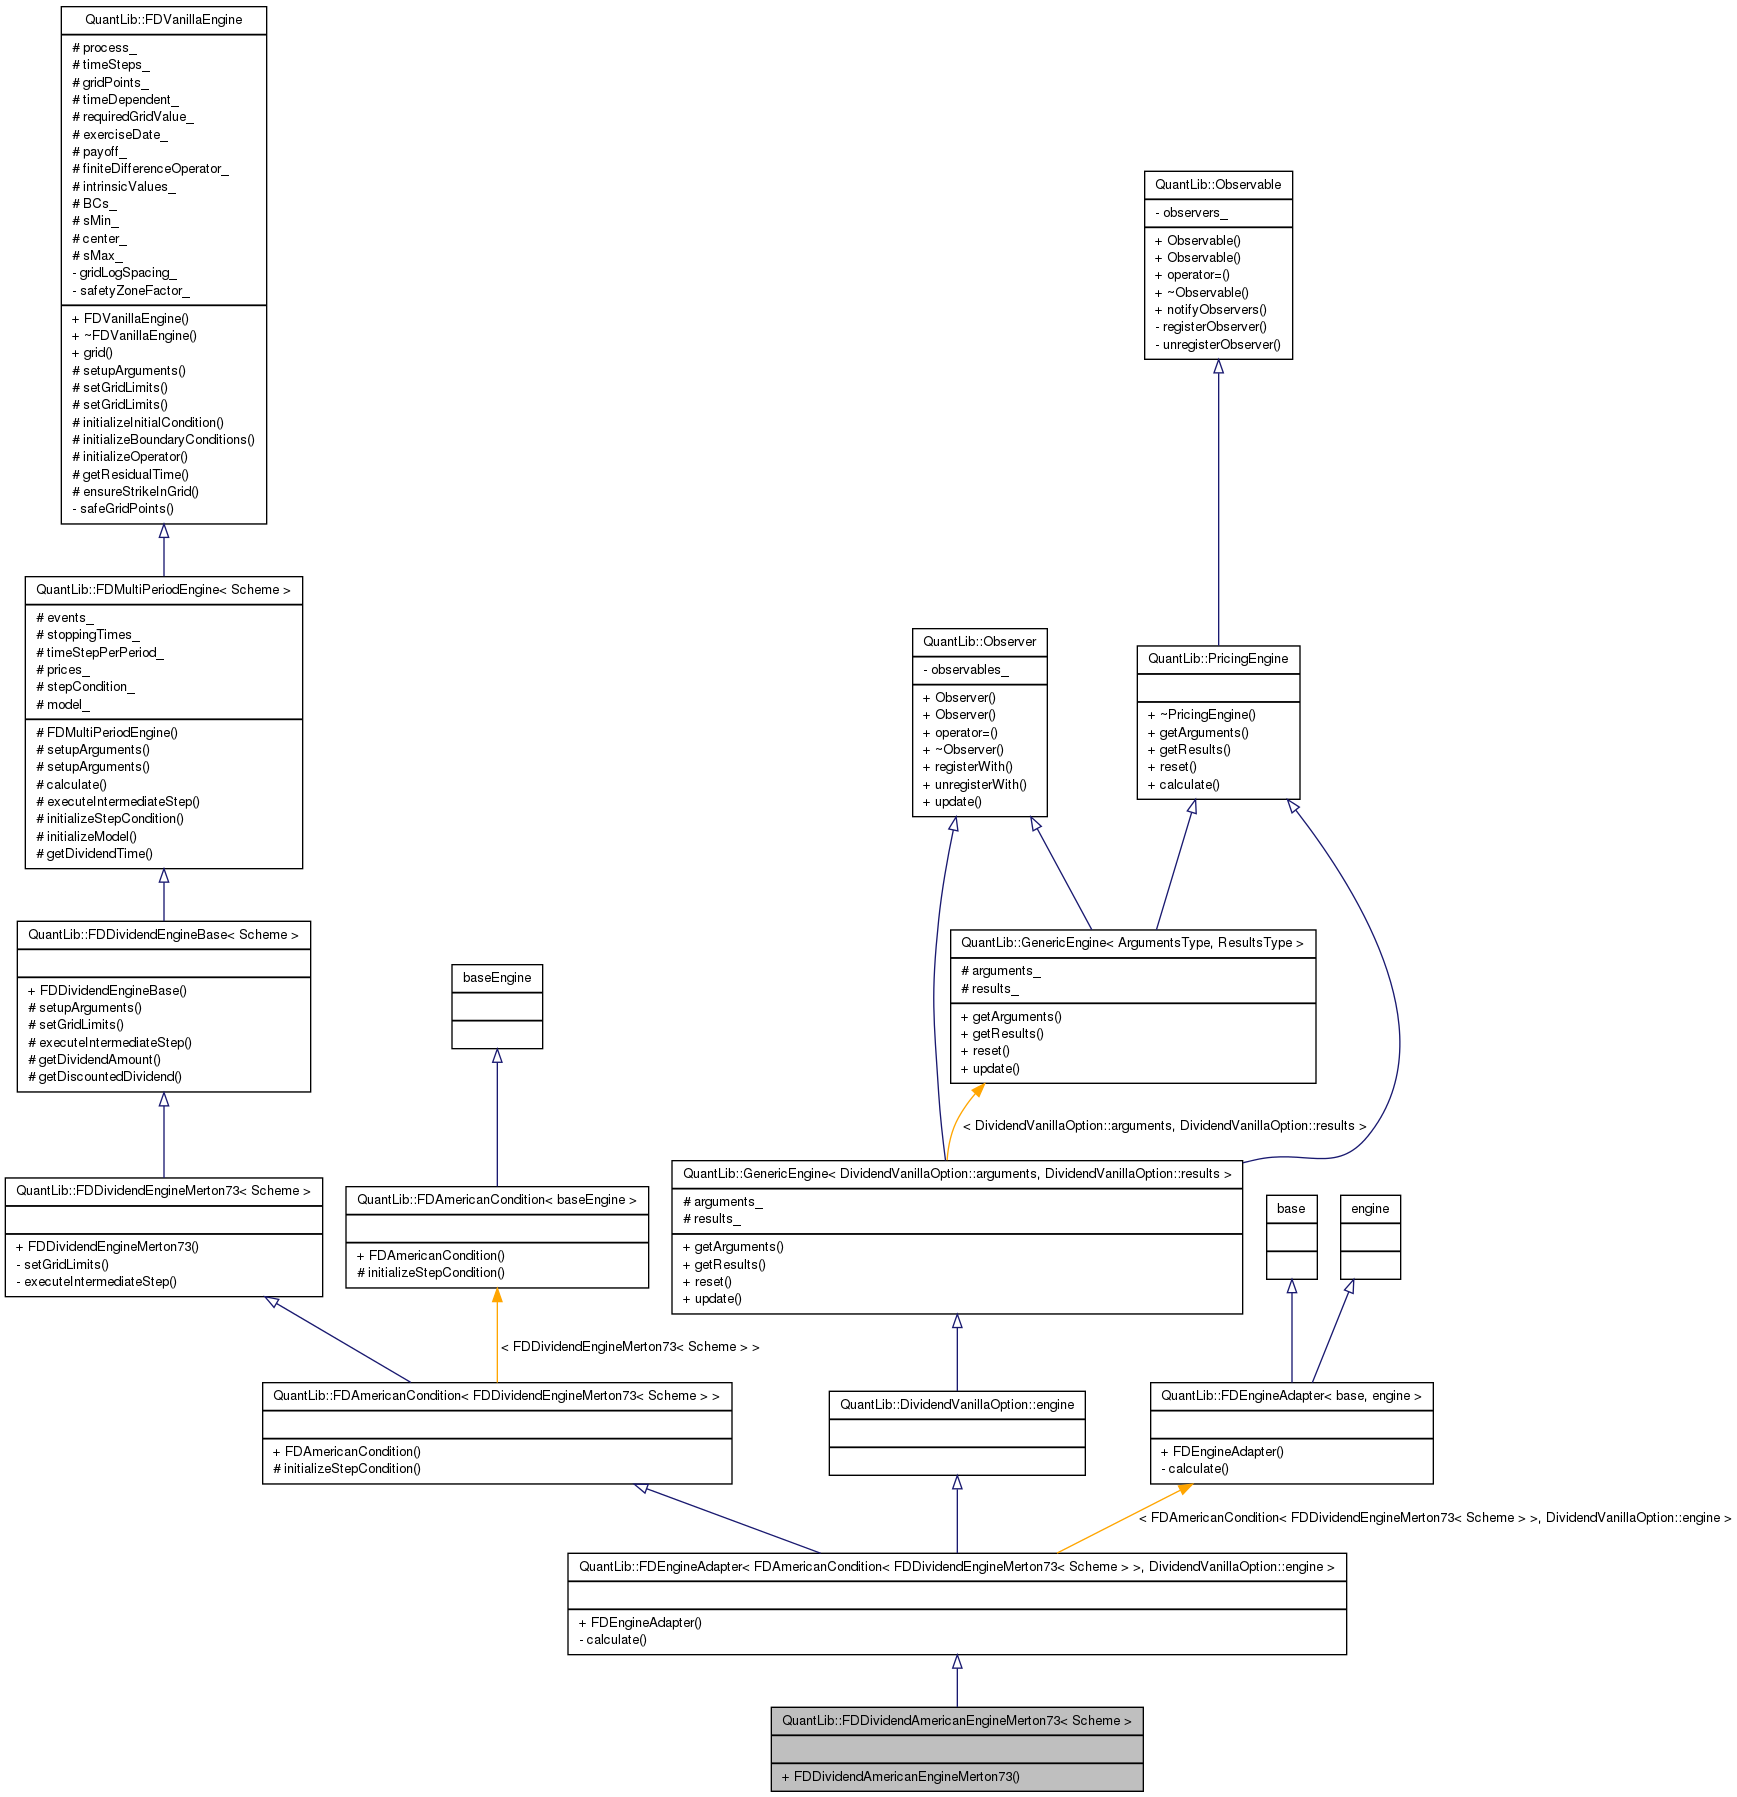 QuantLib::FDVanillaEngine
# process_
# timeSteps_
# gridPoints_
# timeDependent_
# requiredGridValue_
# exerciseDate_
# payoff_
# finiteDifferenceOperator_
# intrinsicValues_
# BCs_
# sMin_
# center_
# sMax_
- gridLogSpacing_
- safetyZoneFactor_
+ FDVanillaEngine()
+ ~FDVanillaEngine()
+ grid()
# setupArguments()
# setGridLimits()
# setGridLimits()
# initializeInitialCondition()
# initializeBoundaryConditions()
# initializeOperator()
# getResidualTime()
# ensureStrikeInGrid()
- safeGridPoints()
QuantLib::Observable
- observers_
+ Observable()
+ Observable()
+ operator=()
+ ~Observable()
+ notifyObservers()
- registerObserver()
- unregisterObserver()
QuantLib::FDMultiPeriodEngine< Scheme >
# events_
# stoppingTimes_
# timeStepPerPeriod_
# prices_
# stepCondition_
# model_
# FDMultiPeriodEngine()
# setupArguments()
# setupArguments()
# calculate()
# executeIntermediateStep()
# initializeStepCondition()
# initializeModel()
# getDividendTime()
QuantLib::Observer
- observables_
+ Observer()
+ Observer()
+ operator=()
+ ~Observer()
+ registerWith()
+ unregisterWith()
+ update()
QuantLib::PricingEngine
+ ~PricingEngine()
+ getArguments()
+ getResults()
+ reset()
+ calculate()
QuantLib::FDDividendEngineBase< Scheme >
+ FDDividendEngineBase()
# setupArguments()
# setGridLimits()
# executeIntermediateStep()
# getDividendAmount()
# getDiscountedDividend()
baseEngine
QuantLib::GenericEngine< ArgumentsType, ResultsType >
# arguments_
# results_
+ getArguments()
+ getResults()
+ reset()
+ update()
< DividendVanillaOption::arguments, DividendVanillaOption::results >
QuantLib::FDDividendEngineMerton73< Scheme >
+ FDDividendEngineMerton73()
- setGridLimits()
- executeIntermediateStep()
QuantLib::FDAmericanCondition< baseEngine >
+ FDAmericanCondition()
# initializeStepCondition()
QuantLib::GenericEngine< DividendVanillaOption::arguments, DividendVanillaOption::results >
# arguments_
# results_
+ getArguments()
+ getResults()
+ reset()
+ update()
base
engine
< FDDividendEngineMerton73< Scheme > >
QuantLib::FDAmericanCondition< FDDividendEngineMerton73< Scheme > >
+ FDAmericanCondition()
# initializeStepCondition()
QuantLib::DividendVanillaOption::engine
QuantLib::FDEngineAdapter< base, engine >
+ FDEngineAdapter()
- calculate()
< FDAmericanCondition< FDDividendEngineMerton73< Scheme > >, DividendVanillaOption::engine >
QuantLib::FDEngineAdapter< FDAmericanCondition< FDDividendEngineMerton73< Scheme > >, DividendVanillaOption::engine >
+ FDEngineAdapter()
- calculate()
QuantLib::FDDividendAmericanEngineMerton73< Scheme >
+ FDDividendAmericanEngineMerton73()